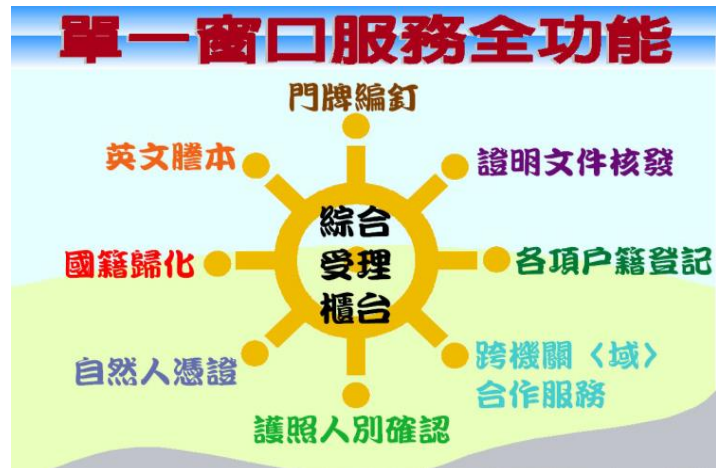 單一窗口服務全功能
門牌編釘
英文謄本
證明文件核發
綜合
受理
櫃台
國籍歸化
各項户籍登記
自然人憑證
跨機關〈域〉
合作服務
護照人別確認